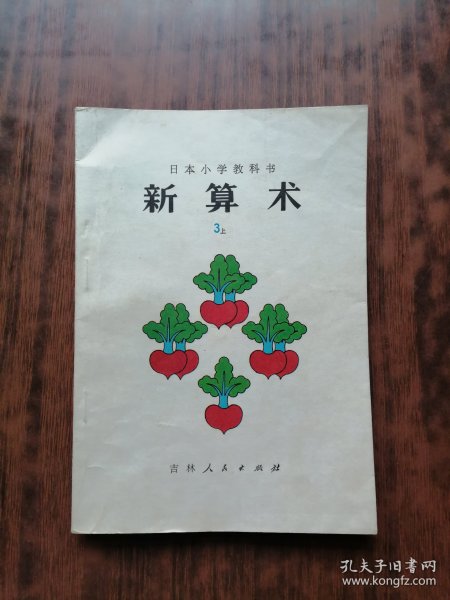 日本小学教科书
新算术
3上
吉林人民出版社
孔夫子旧书网
www.kongfz.com